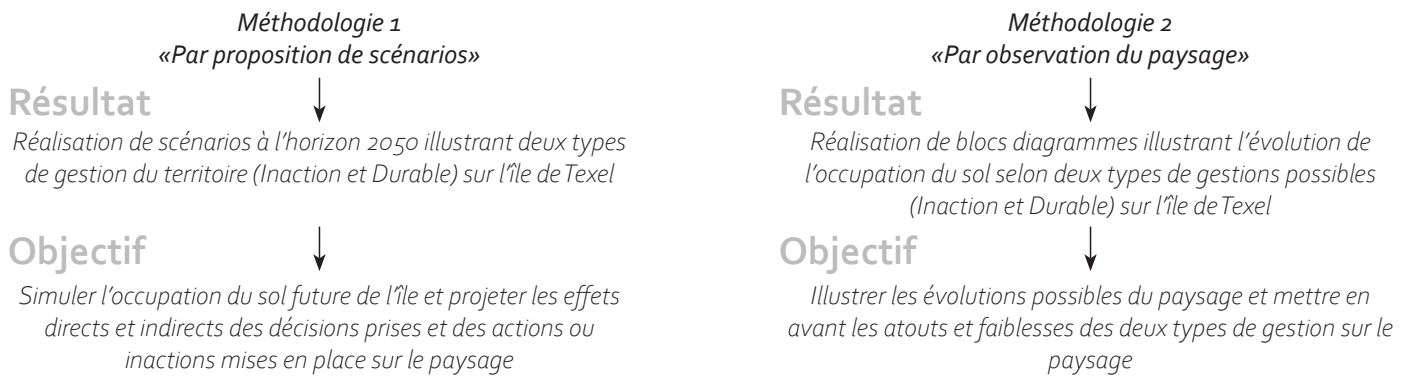 Méthodologie 1
«Par proposition de scénarios»
Résultat
Réalisation de scénarios à l'horizon 2050 illustrant deux types
de gestion du territoire (Inaction et Durable) sur l'île de Texel
Objectif
Simuler l'occupation du sol future de l'île et projeter les effets
directs et indirects des décisions prises et des actions ou
inactions mises en place sur le paysage
Méthodologie 2
«Par observation du paysage»
Résultat
Réalisation de blocs diagrammes illustrant l'évolution de
l'occupation du sol selon deux types de gestions possibles
(Inaction et Durable) sur l'île de Texel
Objectif
Illustrer les évolutions possibles du paysage et mettre en
avant les atouts et faiblesses des deux types de gestion sur le
paysage